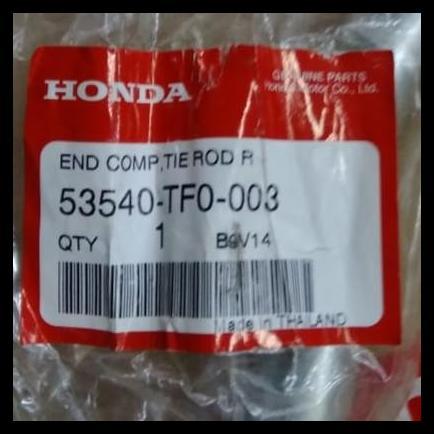 HONDA
GENUINE PARTS
Honda Motor Co., Ltd.
END COMP,TIE ROD R
53540-TF0-003
QTY 1 B9V14
Made in THAILAND